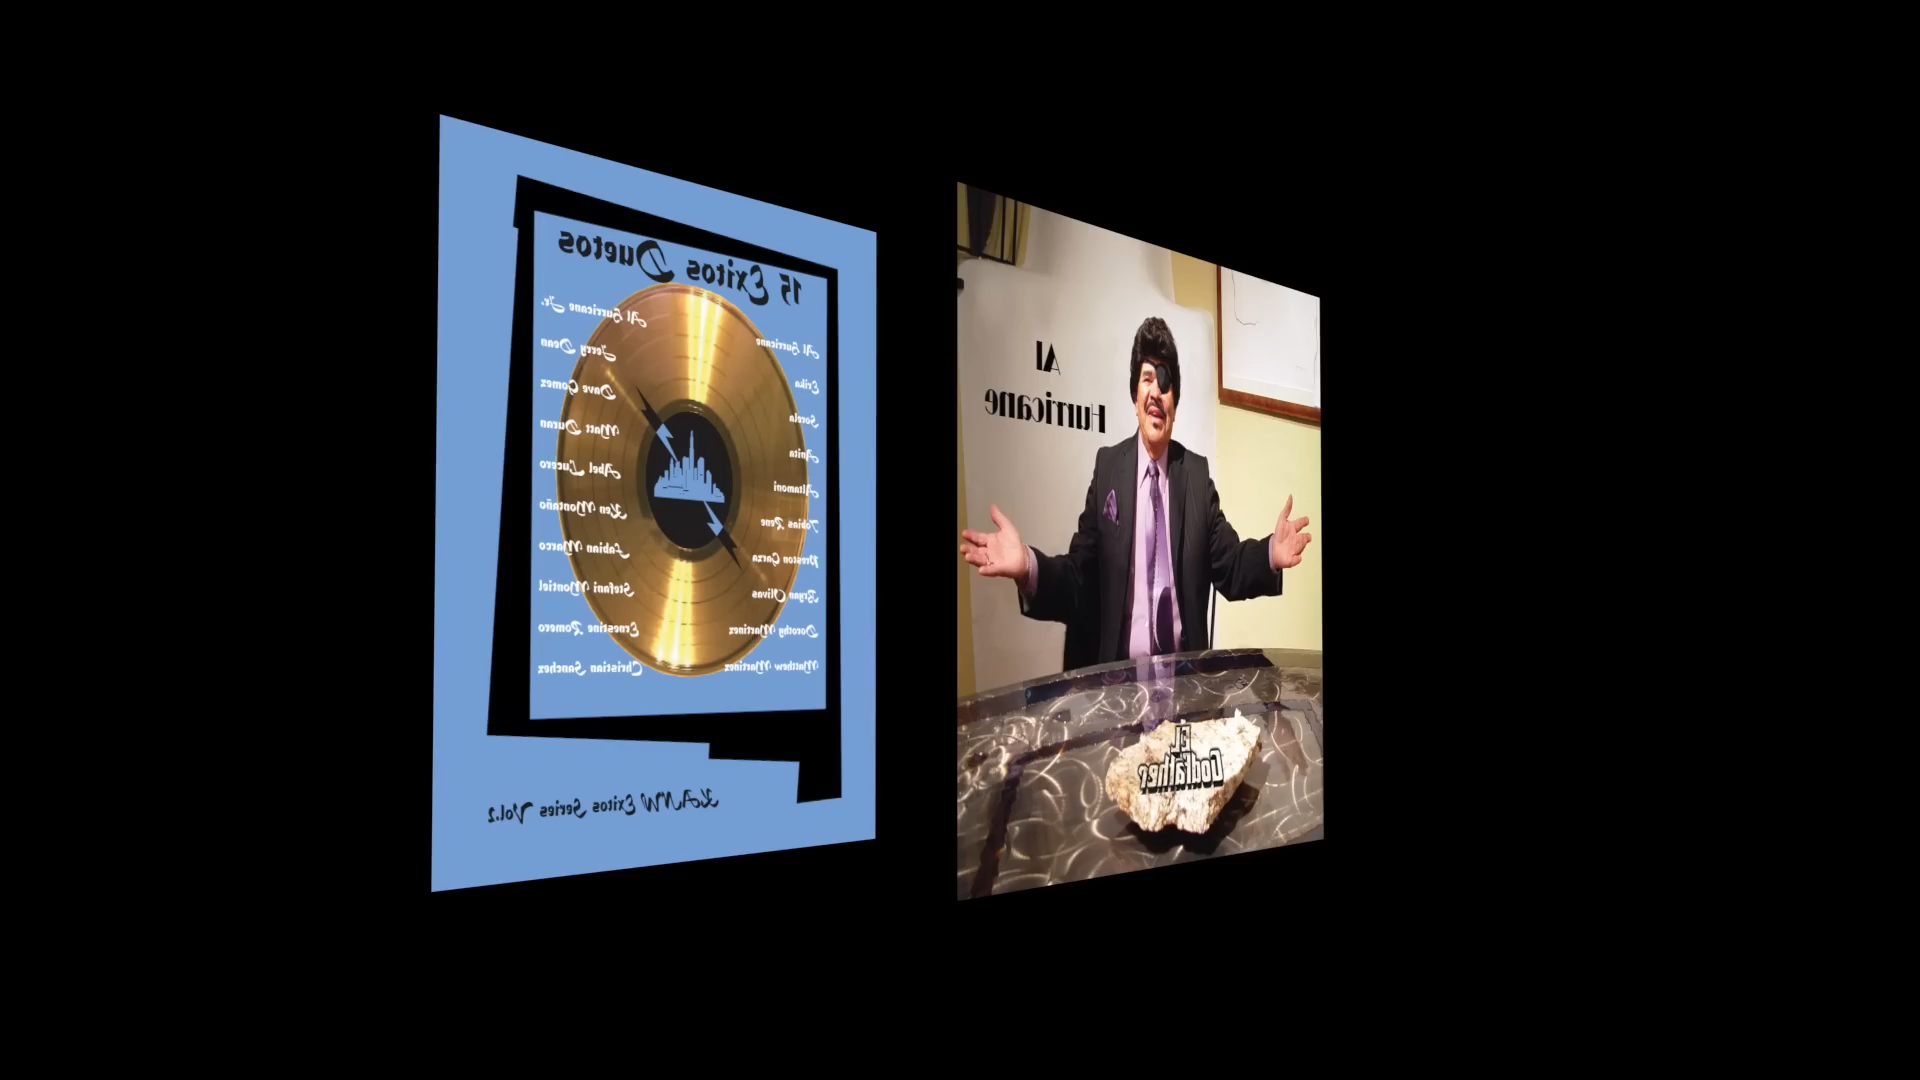 15 Exitos Duetos
Al Hurricane
Erika
Sorela
Anita
Altamoni
Tobias Rene
Preston Garza
Bryan Olivas
Dorothy Martinez
Matthew Martinez
Al Hurricane Jr.
Jerry Dean
Dave Gomez
Matt Duran
Abel Lucero
Ken Montaño
Fabian Marco
Stefani Montiel
Ernestine Romero
Christian Sanchez
KANW Exitos Series Vol.2
Al
Hurricane
EL
Godfather